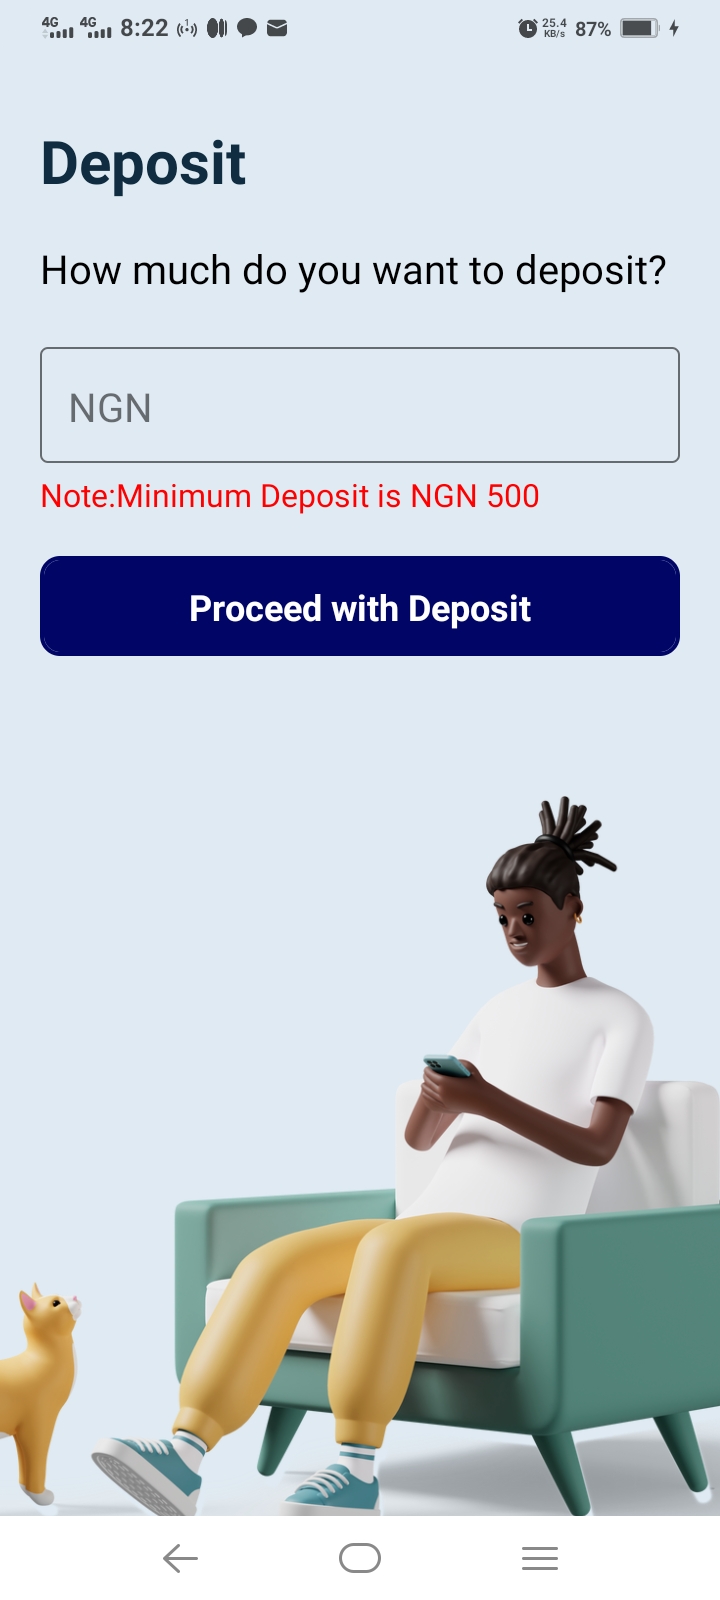 4G 4G 8:22 25.4 KB/s 87%
Deposit
How much do you want to deposit?
NGN
Note:Minimum Deposit is NGN 500
Proceed with Deposit